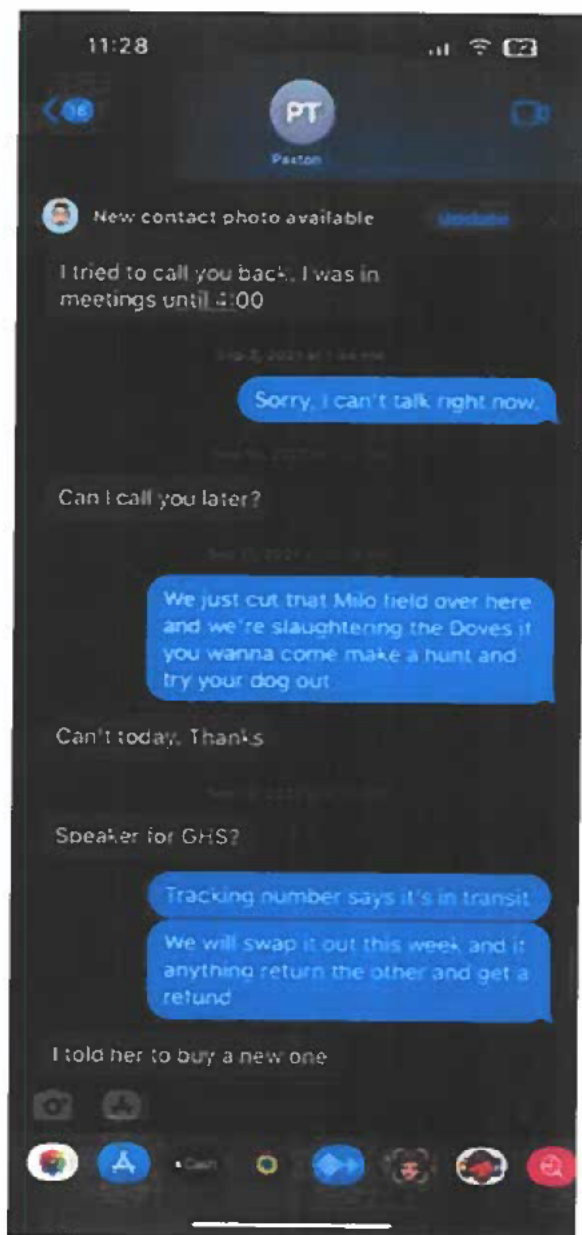 11:28
16
PT
Paxton
New contact photo available
Update
I tried to call you back. I was in
meetings until 4:00
Sorry, I can't talk right now.
Can I call you later?
We just cut that Milo field over here
and we're slaughtering the Doves if
you wanna come make a hunt and
try your dog out
Can't today. Thanks
Speaker for GHS?
Tracking number says it's in transit
We will swap it out this week and if
anything return the other and get a
refund
I told her to buy a new one
Cash